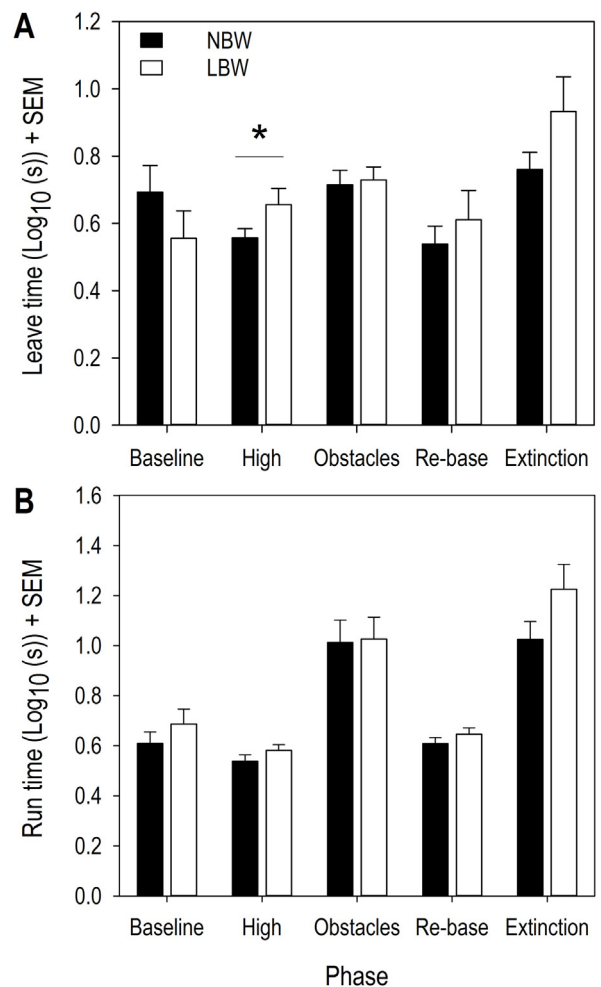 A
Leave time (Log10 (s)) + SEM
1.2
1.0
0.8
0.6
0.4
0.2
0.0
NBW
LBW
*
Baseline High Obstacles Re-base Extinction
B
Run time (Log10 (s)) + SEM
1.6
1.4
1.2
1.0
0.8
0.6
0.4
0.2
0.0
Baseline High Obstacles Re-base Extinction
Phase